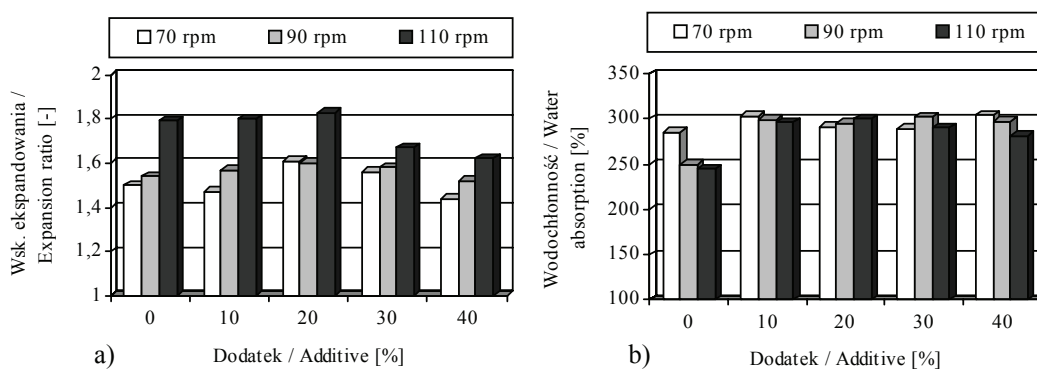 70 rpm 90 rpm 110 rpm
Wsk. ekspandowania /
Expansion ratio [-]
2
1,8
1,6
1,4
1,2
1
0 10 20 30 40
a)
Dodatek / Additive [%]
70 rpm 90 rpm 110 rpm
Wodochłonność / Water
absorption [%]
350
300
250
200
150
100
0 10 20 30 40
b)
Dodatek / Additive [%]